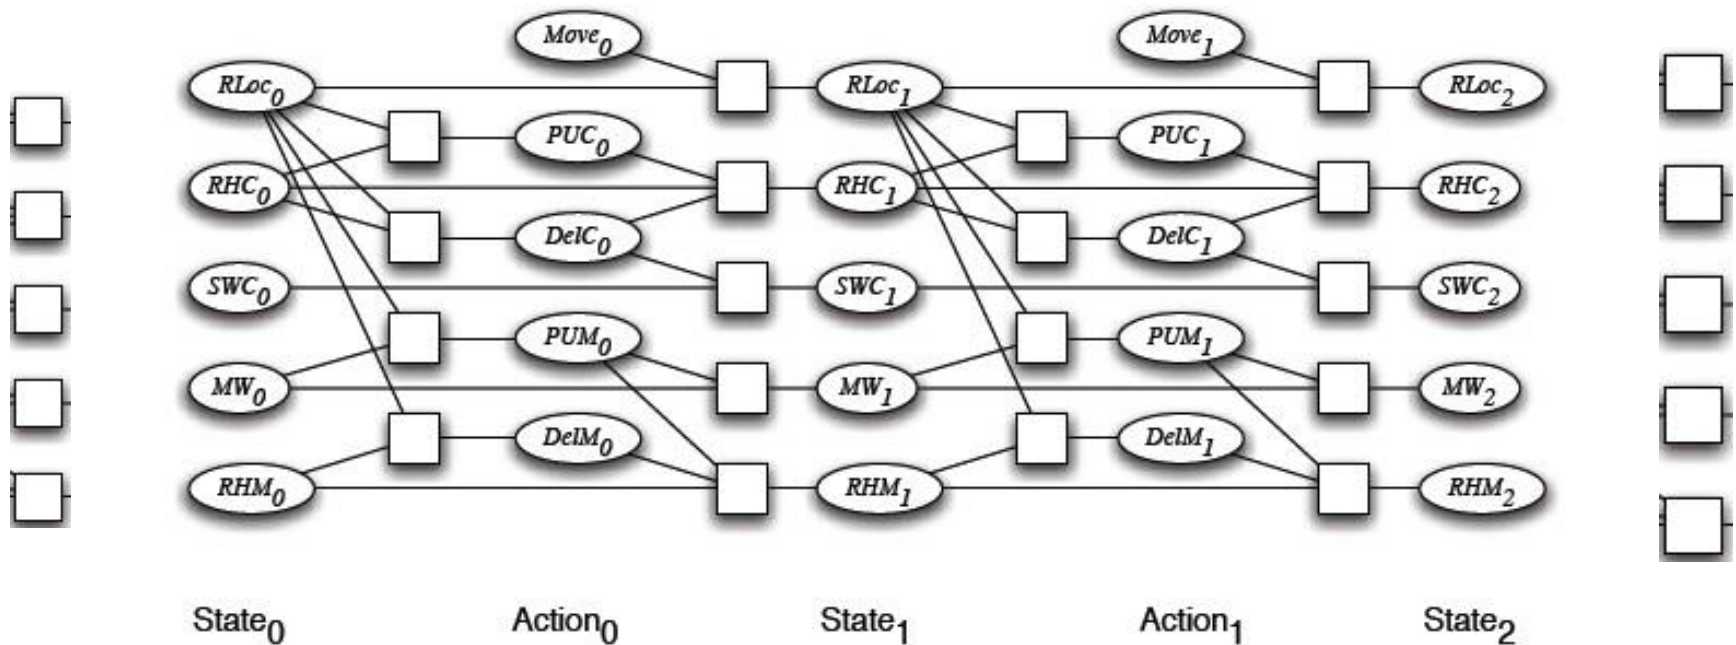 Move0 Move1
RLoc0 RLoc1 RLoc2
PUC0 PUC1
RHC0 RHC1 RHC2
DelC0 DelC1
SWC0 SWC1 SWC2
PUM0 PUM1
MW0 MW1 MW2
DelM0 DelM1
RHM0 RHM1 RHM2
State0 Action0 State1 Action1 State2